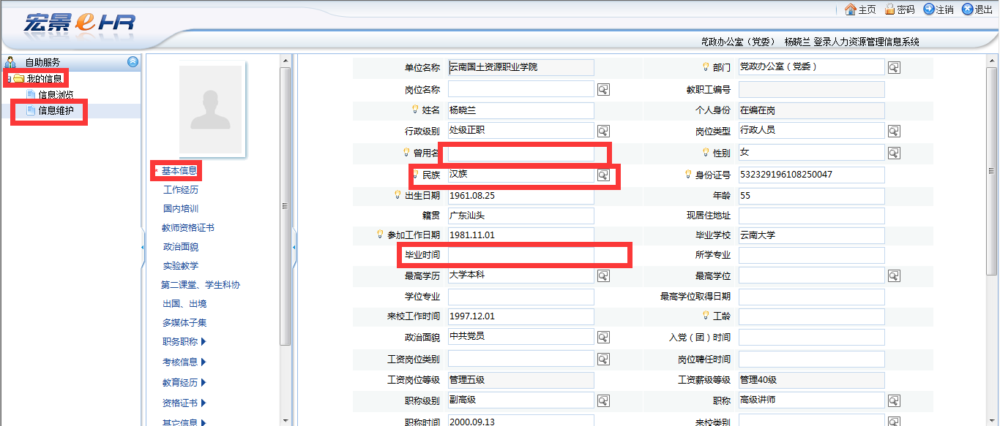 宏景eHR
主页 密码 注销 退出
党政办公室（党委） 杨晓兰 登录人力资源管理信息系统
自助服务
我的信息
信息浏览
信息维护
* 基本信息
工作经历
国内培训
教师资格证书
政治面貌
实验教学
第二课堂、学生科协
出国、出境
多媒体子集
职务职称
考核信息
教育经历
资格证书
其它信息
单位名称 云南国土资源职业学院 部门 党政办公室（党委）
岗位名称 教职工编号
姓名 杨晓兰 个人身份 在编在岗
行政级别 处级正职 岗位类型 行政人员
曾用名 性别 女
民族 汉族 身份证号 532329196108250047
出生日期 1961.08.25 年龄 55
籍贯 广东汕头 现居住地址
参加工作日期 1981.11.01 毕业学校 云南大学
毕业时间 所学专业
最高学历 大学本科 最高学位
学位专业 最高学位取得日期
来校工作时间 1997.12.01 工龄
政治面貌 中共党员 入党（团）时间
工资岗位类别 岗位聘任时间
工资岗位等级 管理五级 工资薪级等级 管理40级
职称级别 副高级 职称 高级讲师
职称时间 2000.09.13 来校类别